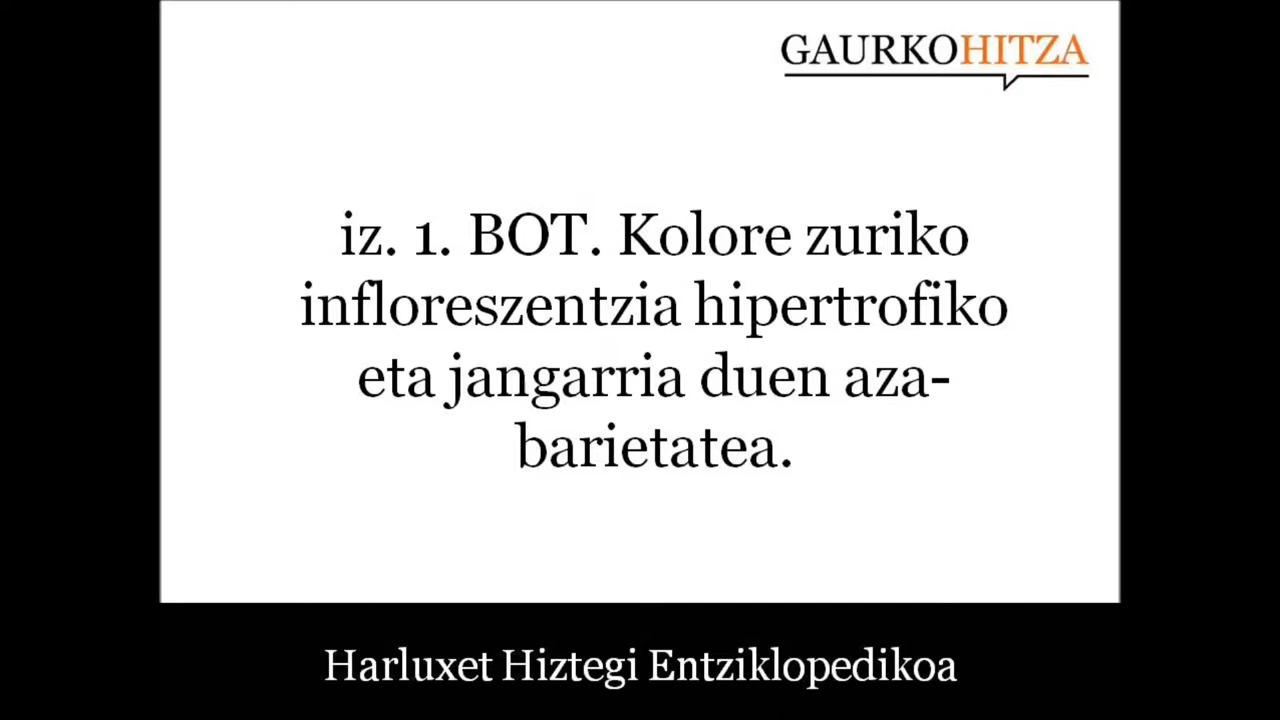 GAURKOHITZA
iz. 1. BOT. Kolore zuriko
infloreszentzia hipertrofiko
eta jangarria duen aza-
barietatea.
Harluxet Hiztegi Entziklopedikoa